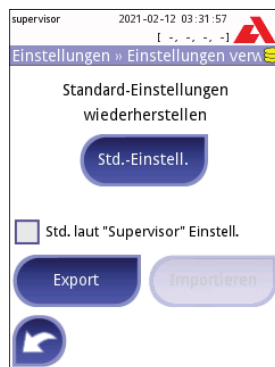 supervisor 2021-02-12 03:31:57
[ -, -, -, -]
Einstellungen » Einstellungen verw
Standard-Einstellungen
wiederherstellen
Std.-Einstell.
Std. laut "Supervisor" Einstell.
Export Importieren